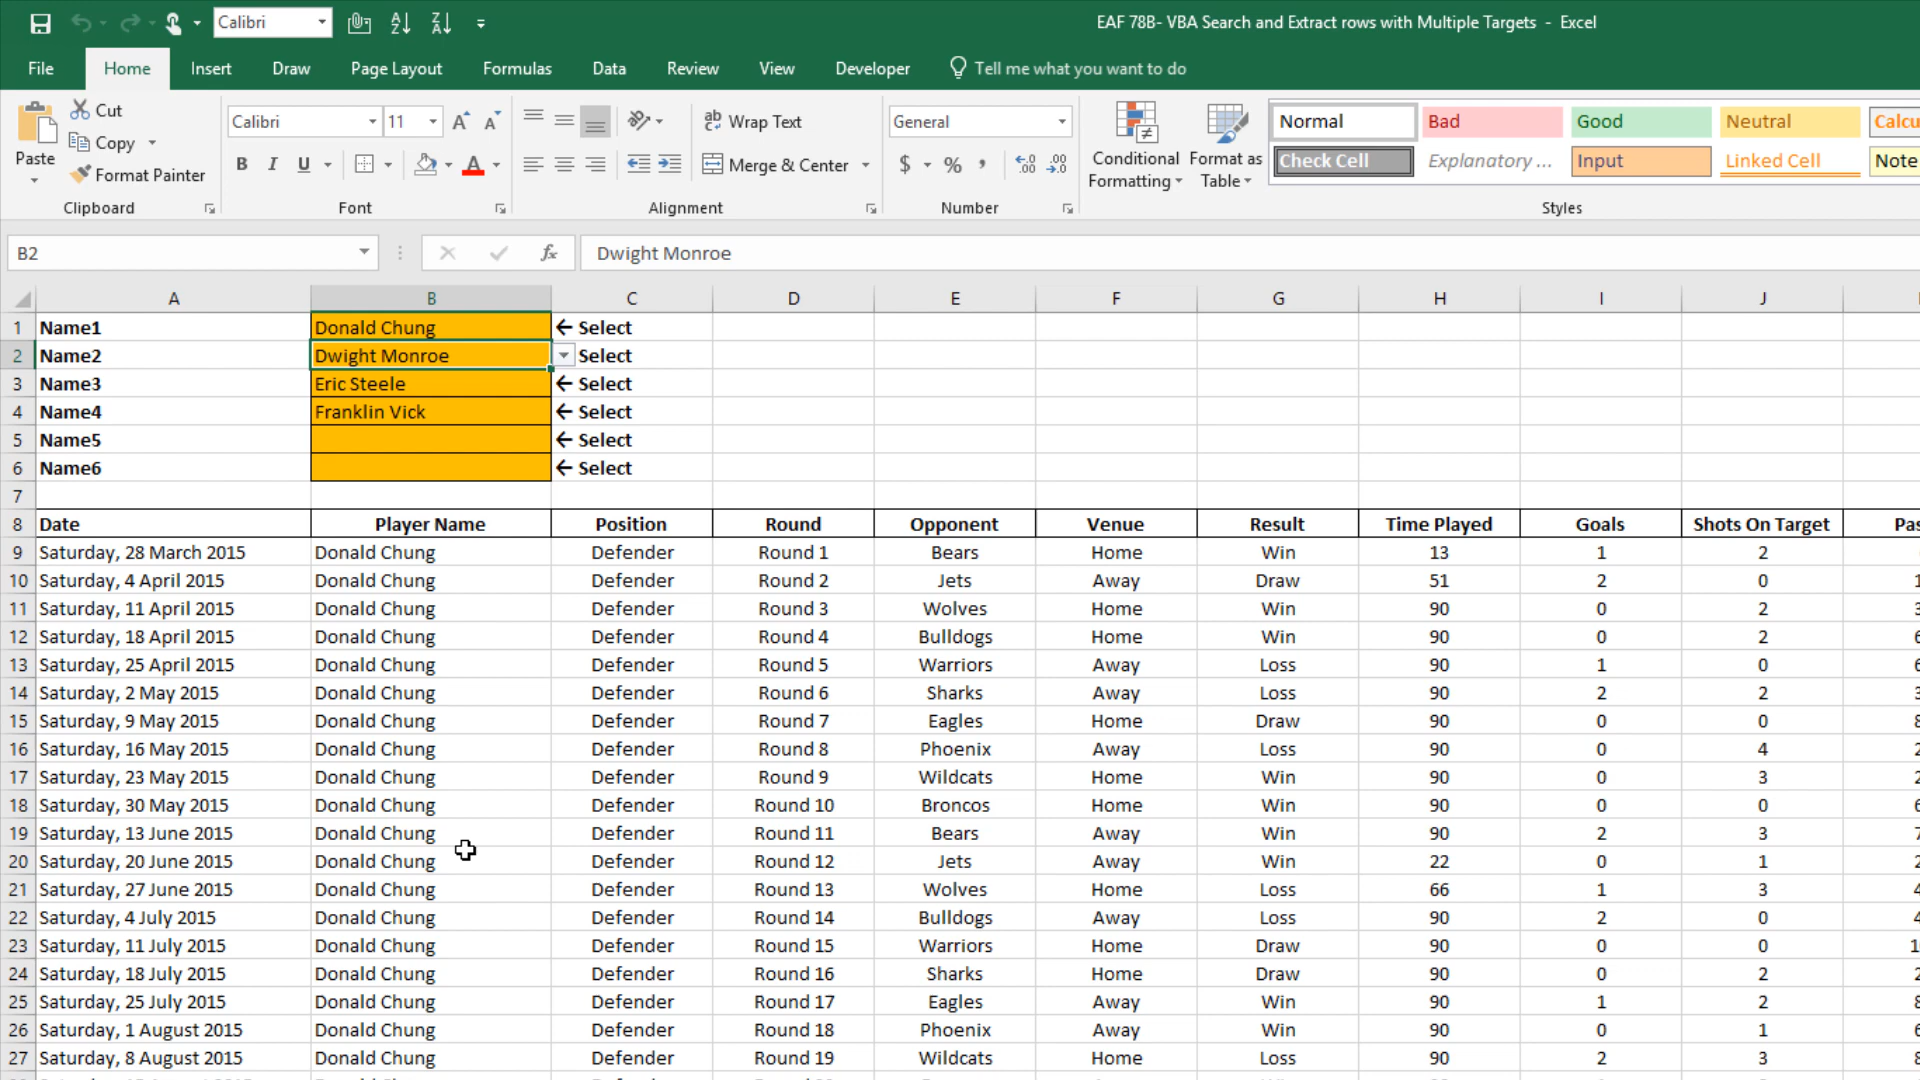 Calibri
EAF 78B- VBA Search and Extract rows with Multiple Targets - Excel
File Home Insert Draw Page Layout Formulas Data Review View Developer Tell me what you want to do
Paste Cut Copy Format Painter Clipboard
Calibri 11 B I U A Font
Wrap Text Merge & Center Alignment
General $ % , Number
Conditional Formatting Format as Table
Normal Bad Good Neutral
Check Cell Explanatory ... Input Linked Cell Note
Styles
B2 fx Dwight Monroe
A B C D E F G H I J
1 Name1 Donald Chung ← Select
2 Name2 Dwight Monroe Select
3 Name3 Eric Steele ← Select
4 Name4 Franklin Vick ← Select
5 Name5 ← Select
6 Name6 ← Select
7
8 Date Player Name Position Round Opponent Venue Result Time Played Goals Shots On Target
9 Saturday, 28 March 2015 Donald Chung Defender Round 1 Bears Home Win 13 1 2
10 Saturday, 4 April 2015 Donald Chung Defender Round 2 Jets Away Draw 51 2 0
11 Saturday, 11 April 2015 Donald Chung Defender Round 3 Wolves Home Win 90 0 2
12 Saturday, 18 April 2015 Donald Chung Defender Round 4 Bulldogs Home Win 90 0 2
13 Saturday, 25 April 2015 Donald Chung Defender Round 5 Warriors Away Loss 90 1 0
14 Saturday, 2 May 2015 Donald Chung Defender Round 6 Sharks Away Loss 90 2 2
15 Saturday, 9 May 2015 Donald Chung Defender Round 7 Eagles Home Draw 90 0 0
16 Saturday, 16 May 2015 Donald Chung Defender Round 8 Phoenix Away Loss 90 0 4
17 Saturday, 23 May 2015 Donald Chung Defender Round 9 Wildcats Home Win 90 0 3
18 Saturday, 30 May 2015 Donald Chung Defender Round 10 Broncos Home Win 90 0 0
19 Saturday, 13 June 2015 Donald Chung Defender Round 11 Bears Away Win 90 2 3
20 Saturday, 20 June 2015 Donald Chung Defender Round 12 Jets Away Win 22 0 1
21 Saturday, 27 June 2015 Donald Chung Defender Round 13 Wolves Home Loss 66 1 3
22 Saturday, 4 July 2015 Donald Chung Defender Round 14 Bulldogs Away Loss 90 2 0
23 Saturday, 11 July 2015 Donald Chung Defender Round 15 Warriors Home Draw 90 0 0
24 Saturday, 18 July 2015 Donald Chung Defender Round 16 Sharks Home Draw 90 0 2
25 Saturday, 25 July 2015 Donald Chung Defender Round 17 Eagles Away Win 90 1 2
26 Saturday, 1 August 2015 Donald Chung Defender Round 18 Phoenix Away Win 90 0 1
27 Saturday, 8 August 2015 Donald Chung Defender Round 19 Wildcats Home Loss 90 2 3